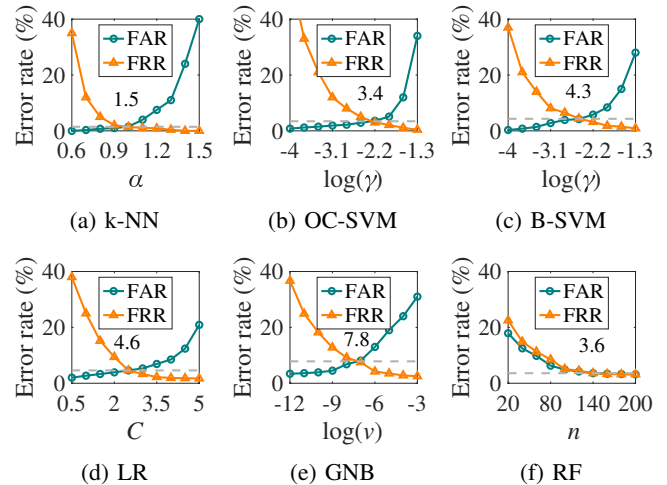 40
20
0
Error rate (%)
FAR
FRR
1.5
0.6 0.9 1.2 1.5
α
(a) k-NN
40
20
0
Error rate (%)
FAR
FRR
3.4
-4 -3.1 -2.2 -1.3
log(γ)
(b) OC-SVM
40
20
0
Error rate (%)
FAR
FRR
4.3
-4 -3.1 -2.2 -1.3
log(γ)
(c) B-SVM
40
20
0
Error rate (%)
FAR
FRR
4.6
0.5 2 3.5 5
C
(d) LR
40
20
0
Error rate (%)
FAR
FRR
7.8
-12 -9 -6 -3
log(v)
(e) GNB
40
20
0
Error rate (%)
FAR
FRR
3.6
20 80 140 200
n
(f) RF